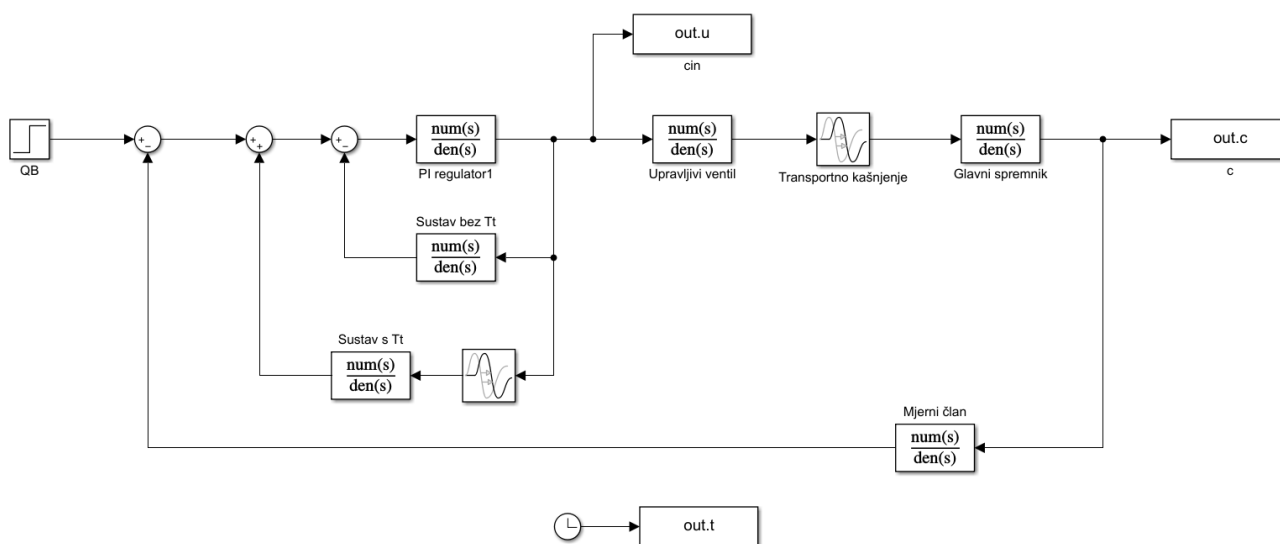 out.u
cin
+
−
+
+
+
−
num(s)
den(s)
num(s)
den(s)
num(s)
den(s)
out.c
QB
PI regulator1
Upravljivi ventil
Transportno kašnjenje
Glavni spremnik
c
Sustav bez Tt
num(s)
den(s)
Sustav s Tt
num(s)
den(s)
Mjerni član
num(s)
den(s)
out.t